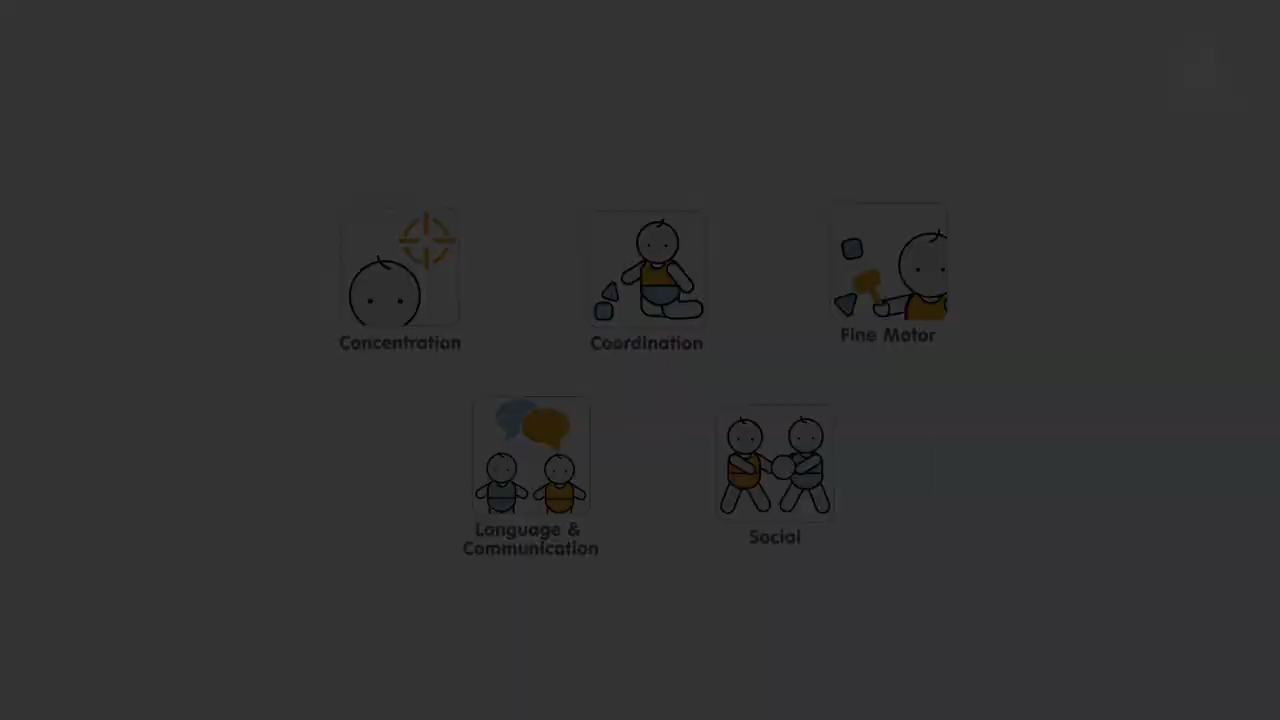 Concentration
Coordination
Fine Motor
Language &
Communication
Social